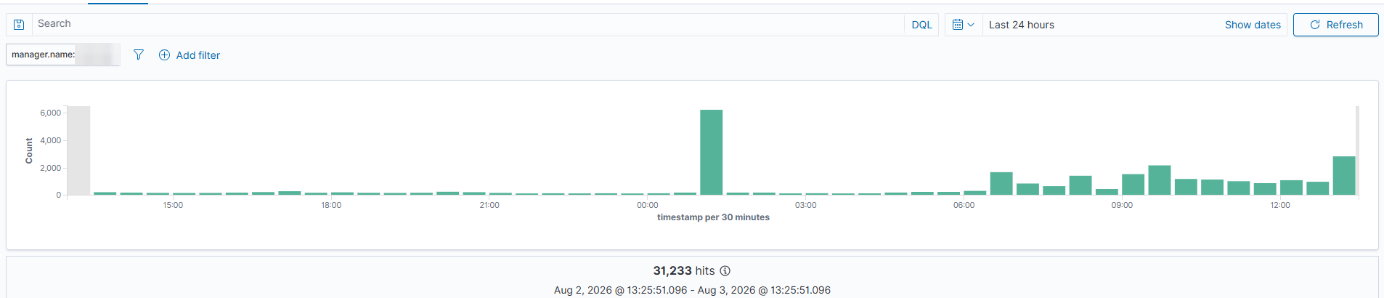 Search DQL Last 24 hours Show dates Refresh
manager.name: Add filter
6,000
4,000
2,000
0
Count
15:00 18:00 21:00 00:00 03:00 06:00 09:00 12:00
timestamp per 30 minutes
31,233 hits
Aug 2, 2026 @ 13:25:51.096 - Aug 3, 2026 @ 13:25:51.096